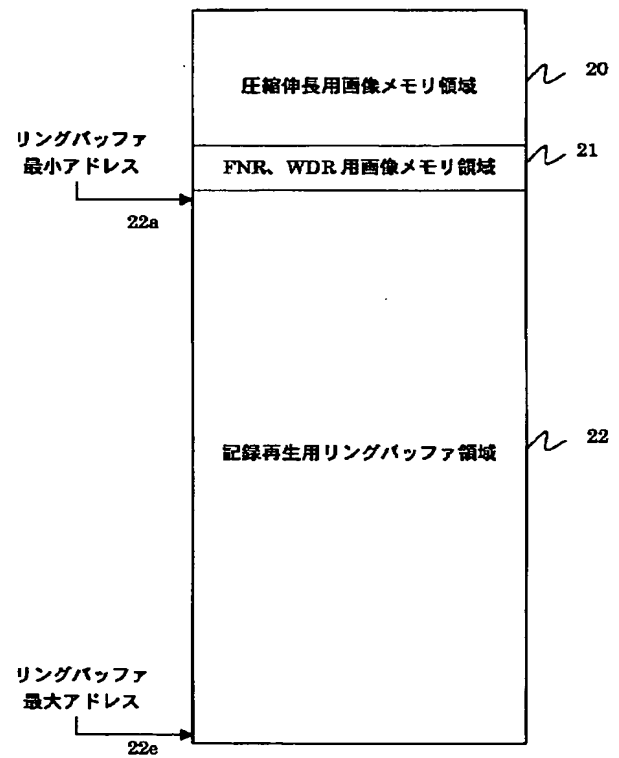 圧縮伸長用画像メモリ領域
20
リングバッファ
最小アドレス
22a
FNR、WDR用画像メモリ領域
21
記録再生用リングバッファ領域
22
リングバッファ
最大アドレス
22e